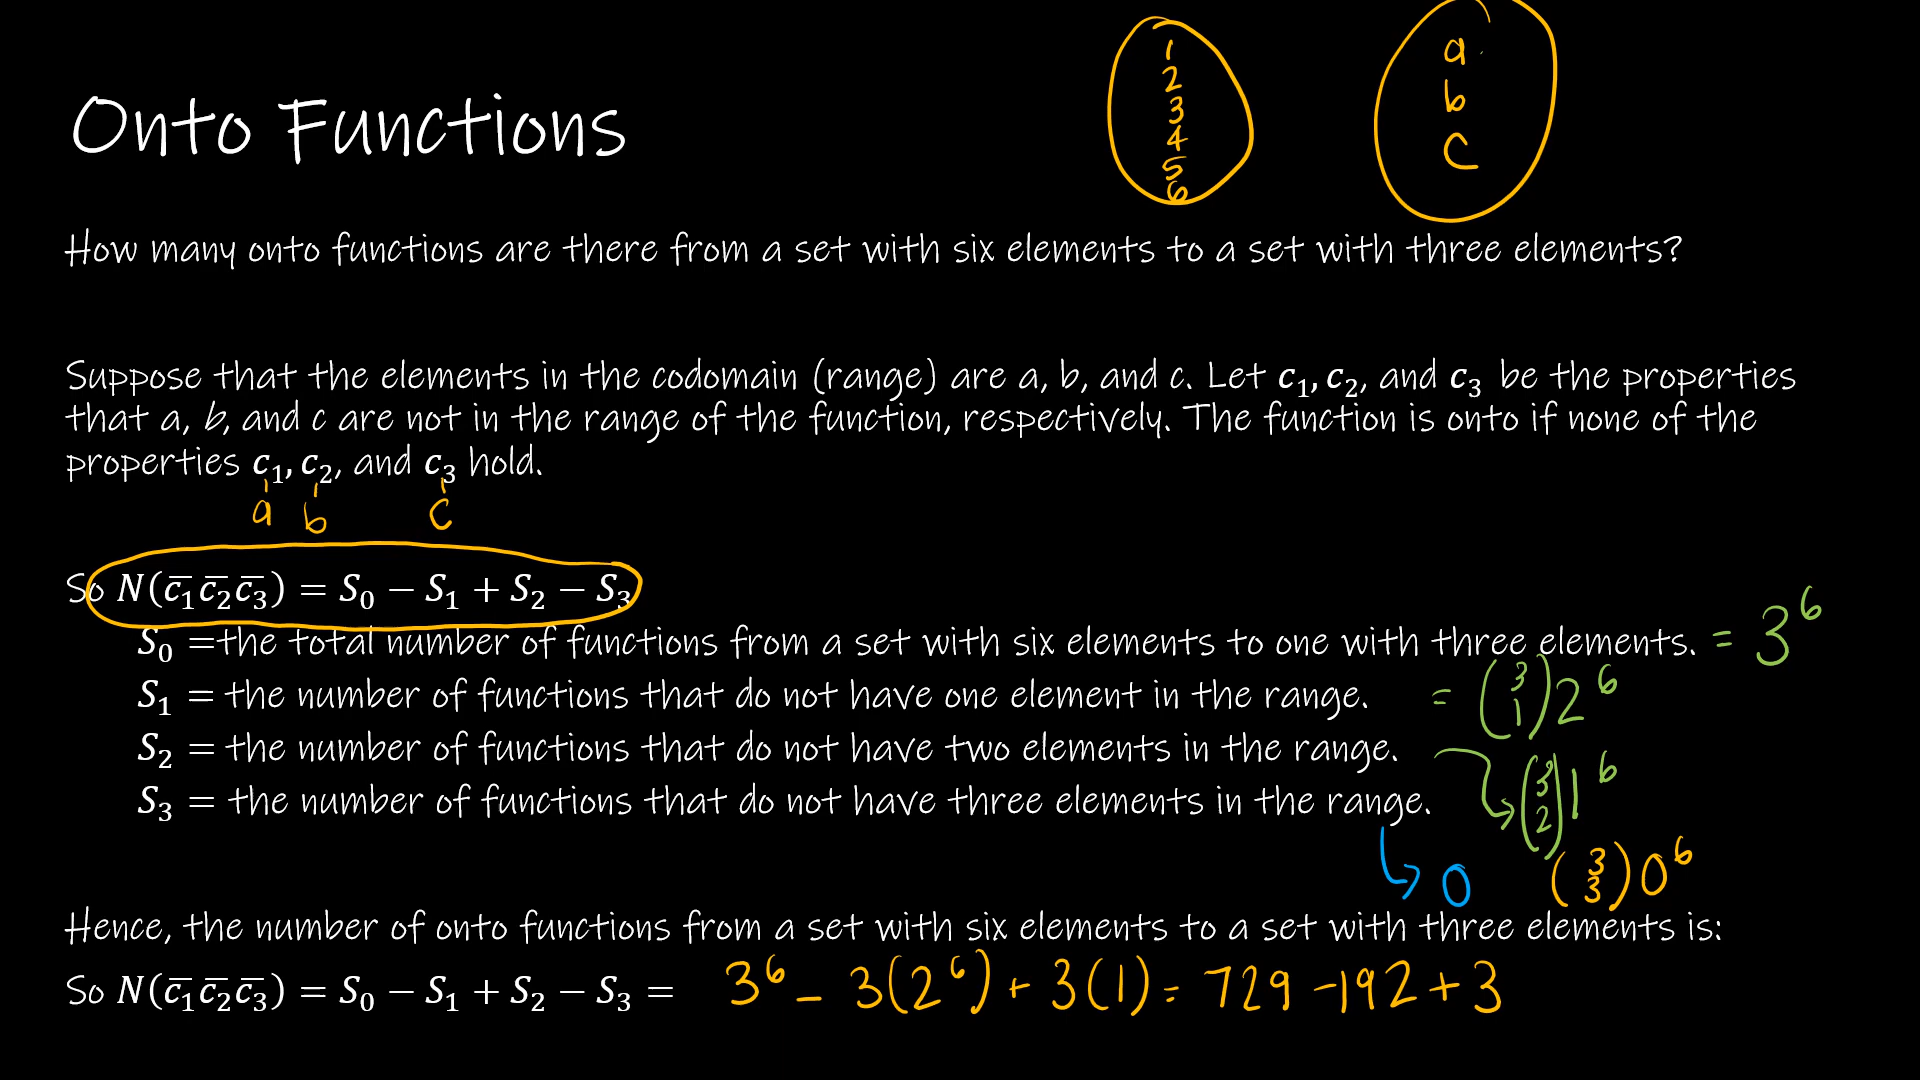 1
2
3
4
5
6
a
b
c
Onto Functions
How many onto functions are there from a set with six elements to a set with three elements?
Suppose that the elements in the codomain (range) are a, b, and c. Let c₁, c₂, and c₃ be the properties
that a, b, and c are not in the range of the function, respectively. The function is onto if none of the
properties c₁, c₂, and c₃ hold.
a b c
So N(c̅₁c̅₂c̅₃) = S₀ − S₁ + S₂ − S₃
S₀ =the total number of functions from a set with six elements to one with three elements. = 3⁶
S₁ = the number of functions that do not have one element in the range. = (3 1) 2⁶
S₂ = the number of functions that do not have two elements in the range. (3 2) 1⁶
S₃ = the number of functions that do not have three elements in the range.
0 (3 3) 0⁶
Hence, the number of onto functions from a set with six elements to a set with three elements is:
So N(c̅₁c̅₂c̅₃) = S₀ − S₁ + S₂ − S₃ = 3⁶ − 3(2⁶) + 3(1) = 729 − 192 + 3